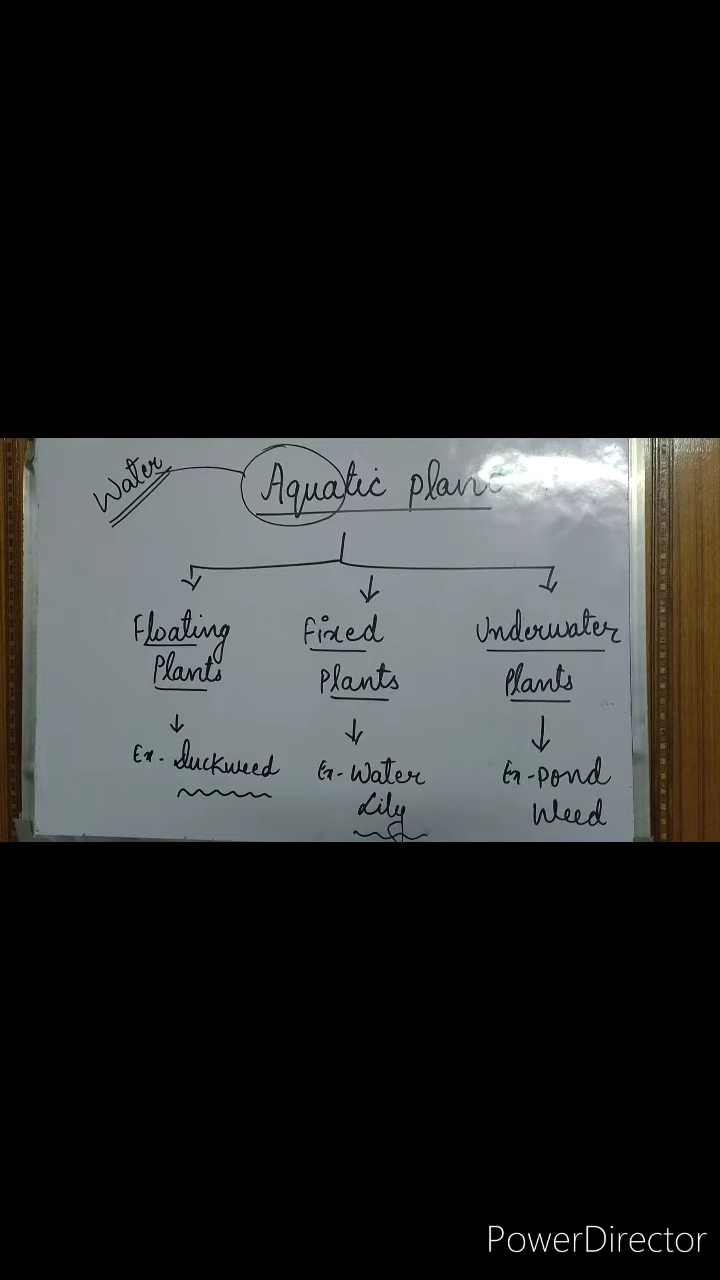 Water
Aquatic plant
Floating Plants
Fixed Plants
Underwater Plants
Ex- Duckweed
Ex- Water Lily
Ex- Pond Weed
PowerDirector